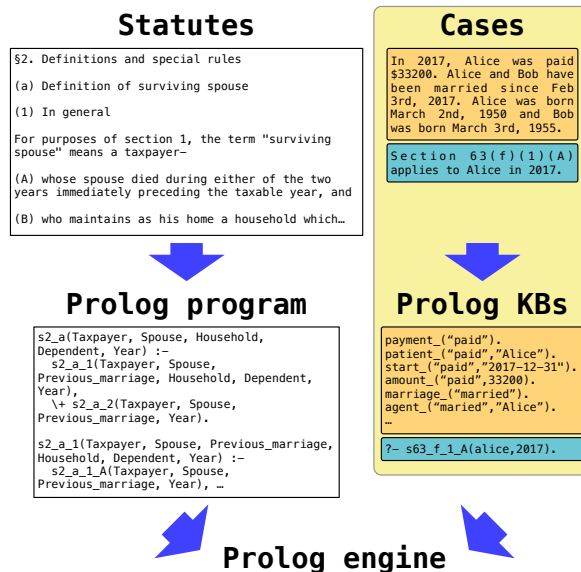 Statutes
§2. Definitions and special rules
(a) Definition of surviving spouse
(1) In general
For purposes of section 1, the term "surviving
spouse" means a taxpayer-
(A) whose spouse died during either of the two
years immediately preceding the taxable year, and
(B) who maintains as his home a household which…
Cases
In 2017, Alice was paid
$33200. Alice and Bob have
been married since Feb
3rd, 2017. Alice was born
March 2nd, 1950 and Bob
was born March 3rd, 1955.
Section 63(f)(1)(A)
applies to Alice in 2017.
Prolog program
s2_a(Taxpayer, Spouse, Household,
Dependent, Year) :-
s2_a_1(Taxpayer, Spouse,
Previous_marriage, Household, Dependent,
Year),
\+ s2_a_2(Taxpayer, Spouse,
Previous_marriage, Year).
s2_a_1(Taxpayer, Spouse, Previous_marriage,
Household, Dependent, Year) :-
s2_a_1_A(Taxpayer, Spouse,
Previous_marriage, Year), …
Prolog KBs
payment_(“paid”).
patient_(“paid”,”Alice”).
start_(“paid”,"2017-12-31").
amount_(“paid”,33200).
marriage_(“married”).
agent_(“maried”,”Alice”).
…
?- s63_f_1_A(alice,2017).
Prolog engine